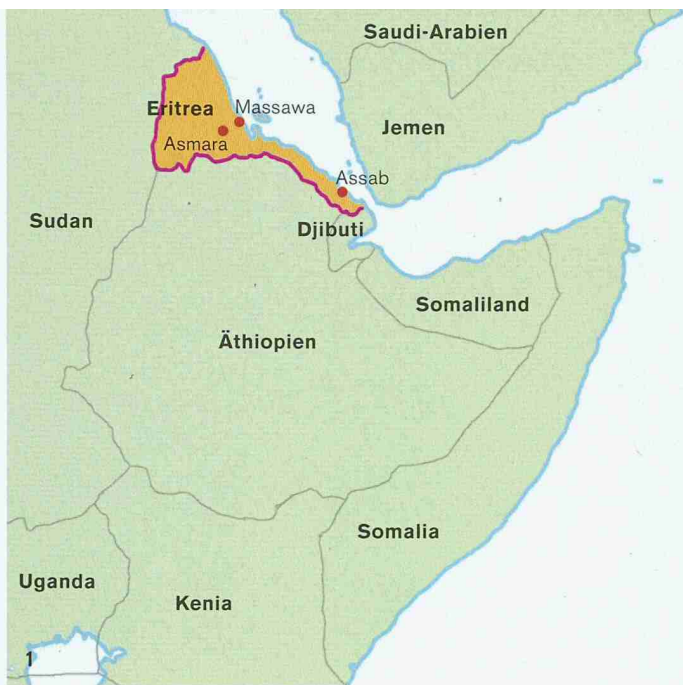 Saudi-Arabien
Eritrea
Massawa
Jemen
Asmara
Assab
Sudan
Djibuti
Somaliland
Äthiopien
Somalia
Uganda
Kenia
1